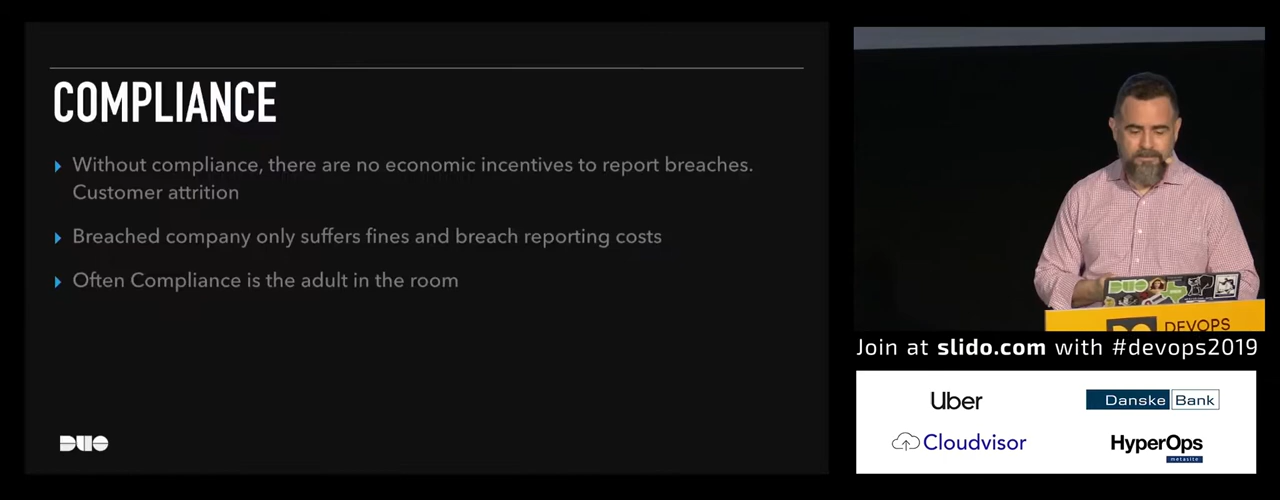 COMPLIANCE
Without compliance, there are no economic incentives to report breaches.
Customer attrition
Breached company only suffers fines and breach reporting costs
Often Compliance is the adult in the room
DUO
DUO
DEVOPS
Join at slido.com with #devops2019
Uber
Danske Bank
Cloudvisor
HyperOps
metasite